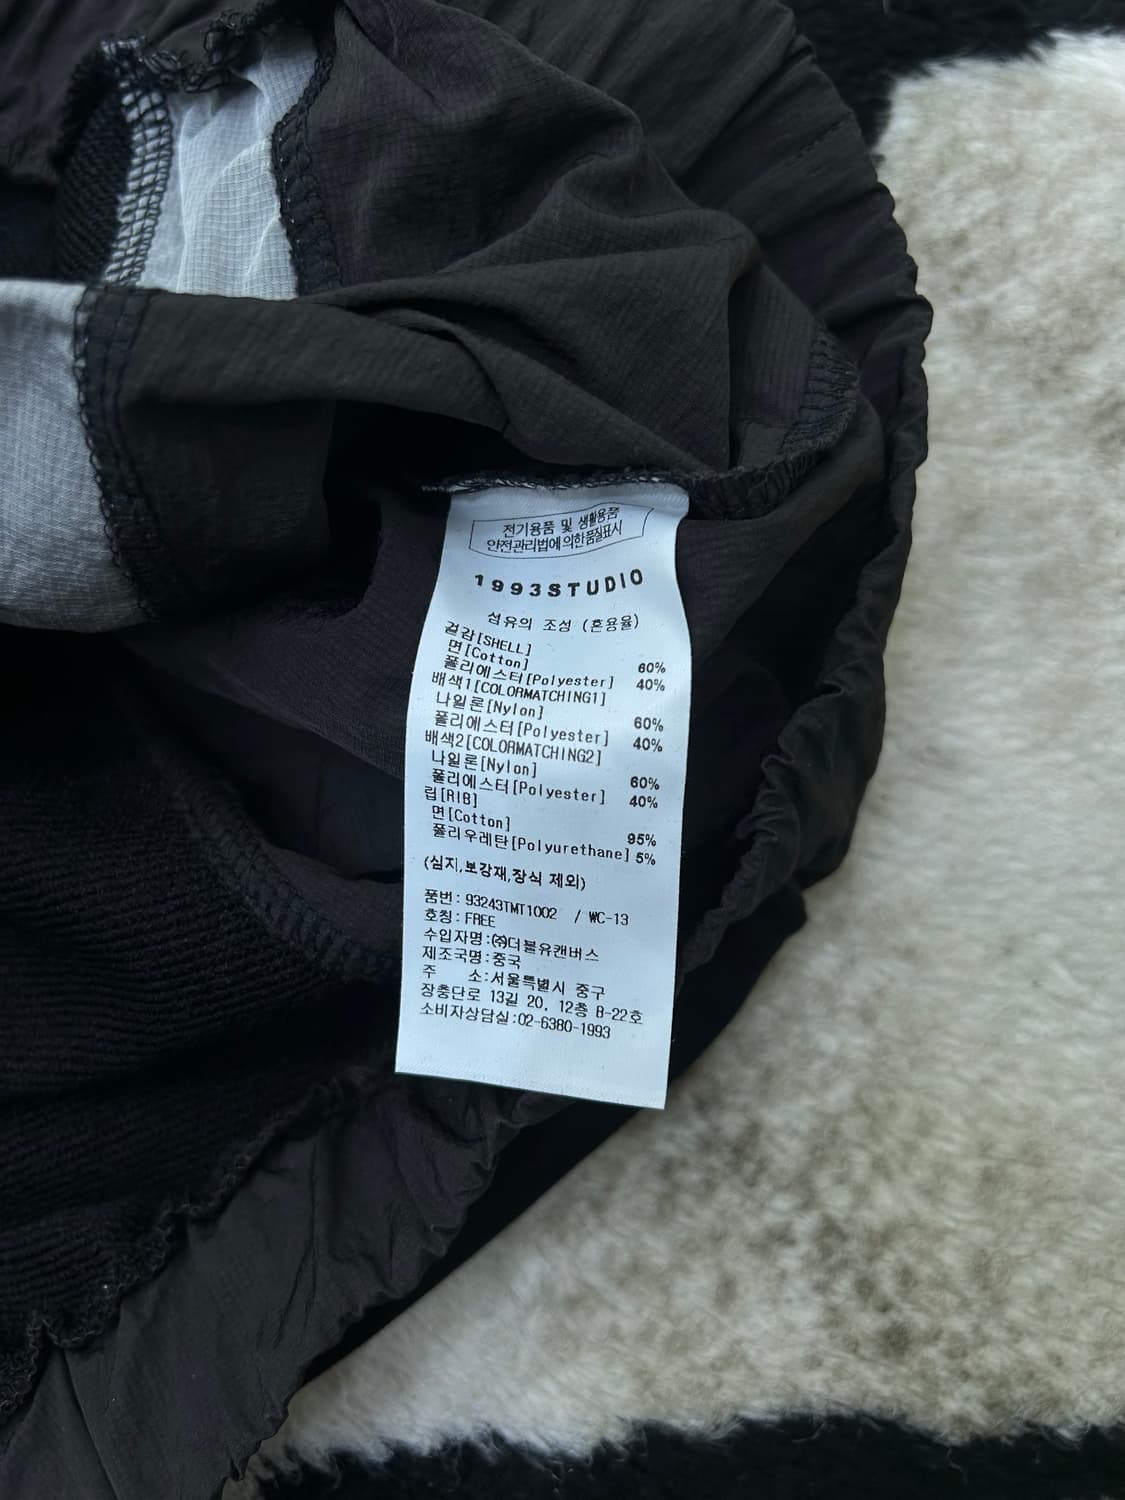 전기용품 및 생활용품
안전관리법에 의한 품질표시
1993STUDIO
섬유의 조성 (혼용율)
겉감[SHELL]
면[Cotton] 60%
폴리에스터[Polyester] 40%
배색1[COLORMATCHING1]
나일론[Nylon] 60%
폴리에스터[Polyester] 40%
배색2[COLORMATCHING2]
나일론[Nylon] 60%
폴리에스터[Polyester] 40%
립[RIB]
면[Cotton] 95%
폴리우레탄[Polyurethane] 5%
(심지,보강재,장식 제외)
품번: 93243TMT1002 / WC-13
호칭: FREE
수입자명:㈜더블유캔버스
제조국명:중국
주 소:서울특별시 중구
장충단로 13길 20, 12층 B-22호
소비자상담실:02-6380-1993